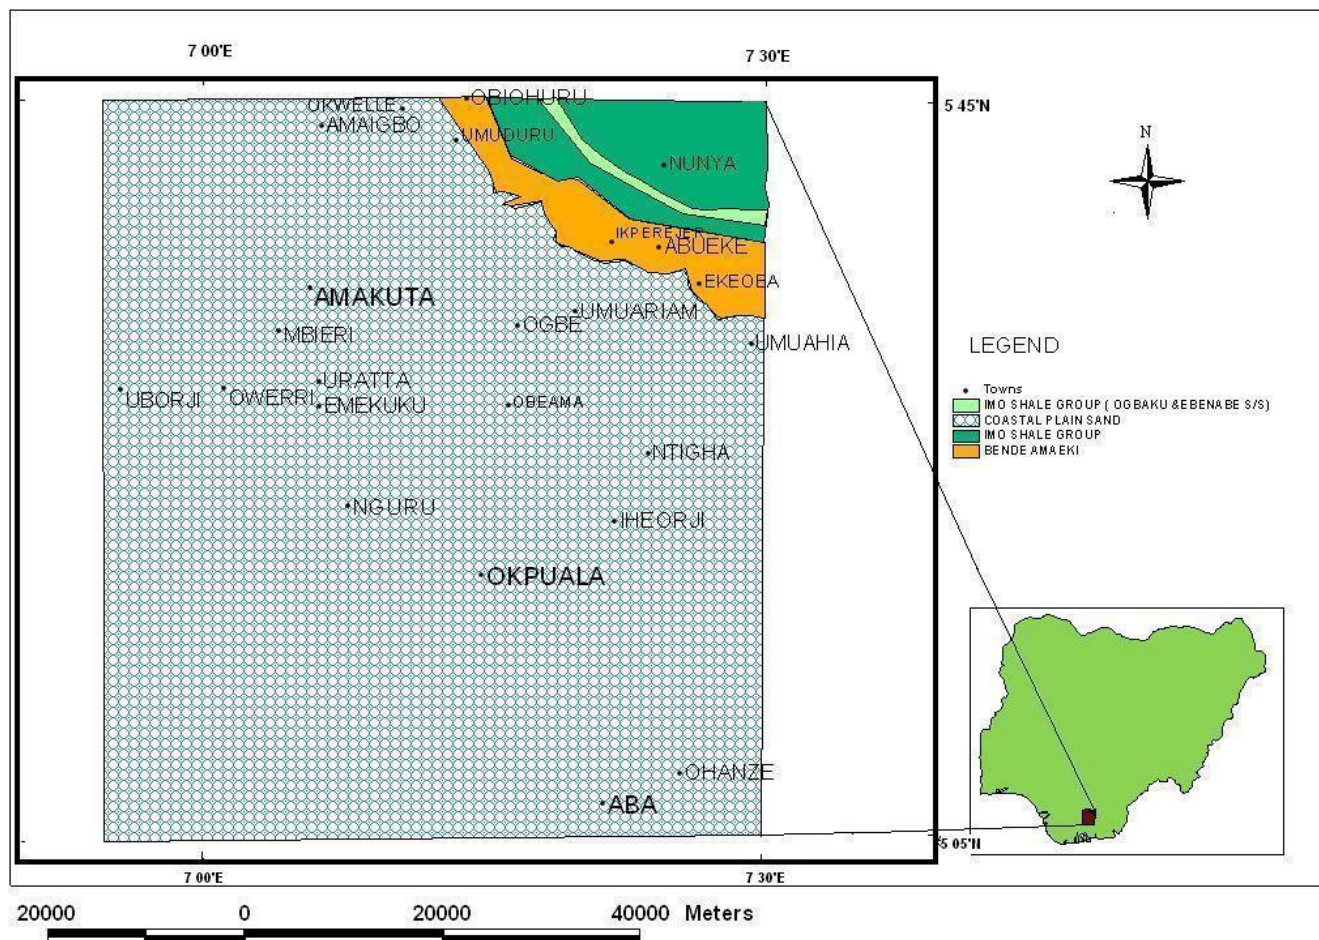 7 00'E
7 30'E
OKWELLE
OBIOHURU
5 45'N
AMAIGBO
UMUDURU
N
NUNYA
IKPEREJER
ABUEKE
EKEOBA
AMAKUTA
UMUARIAM
OGBE
MBIERI
UMUAHIA
LEGEND
URATTA
UBORJI
OWERRI
EMEKUKU
OBEAMA
Towns
IMO SHALE GROUP ( OGBAKU &EBENABE S/S)
COASTAL PLAIN SAND
IMO SHALE GROUP
BENDE AMAEKI
NTIGHA
NGURU
IHEORJI
OKPUALA
OHANZE
ABA
5 05'N
7 00'E
7 30'E
20000 0 20000 40000 Meters